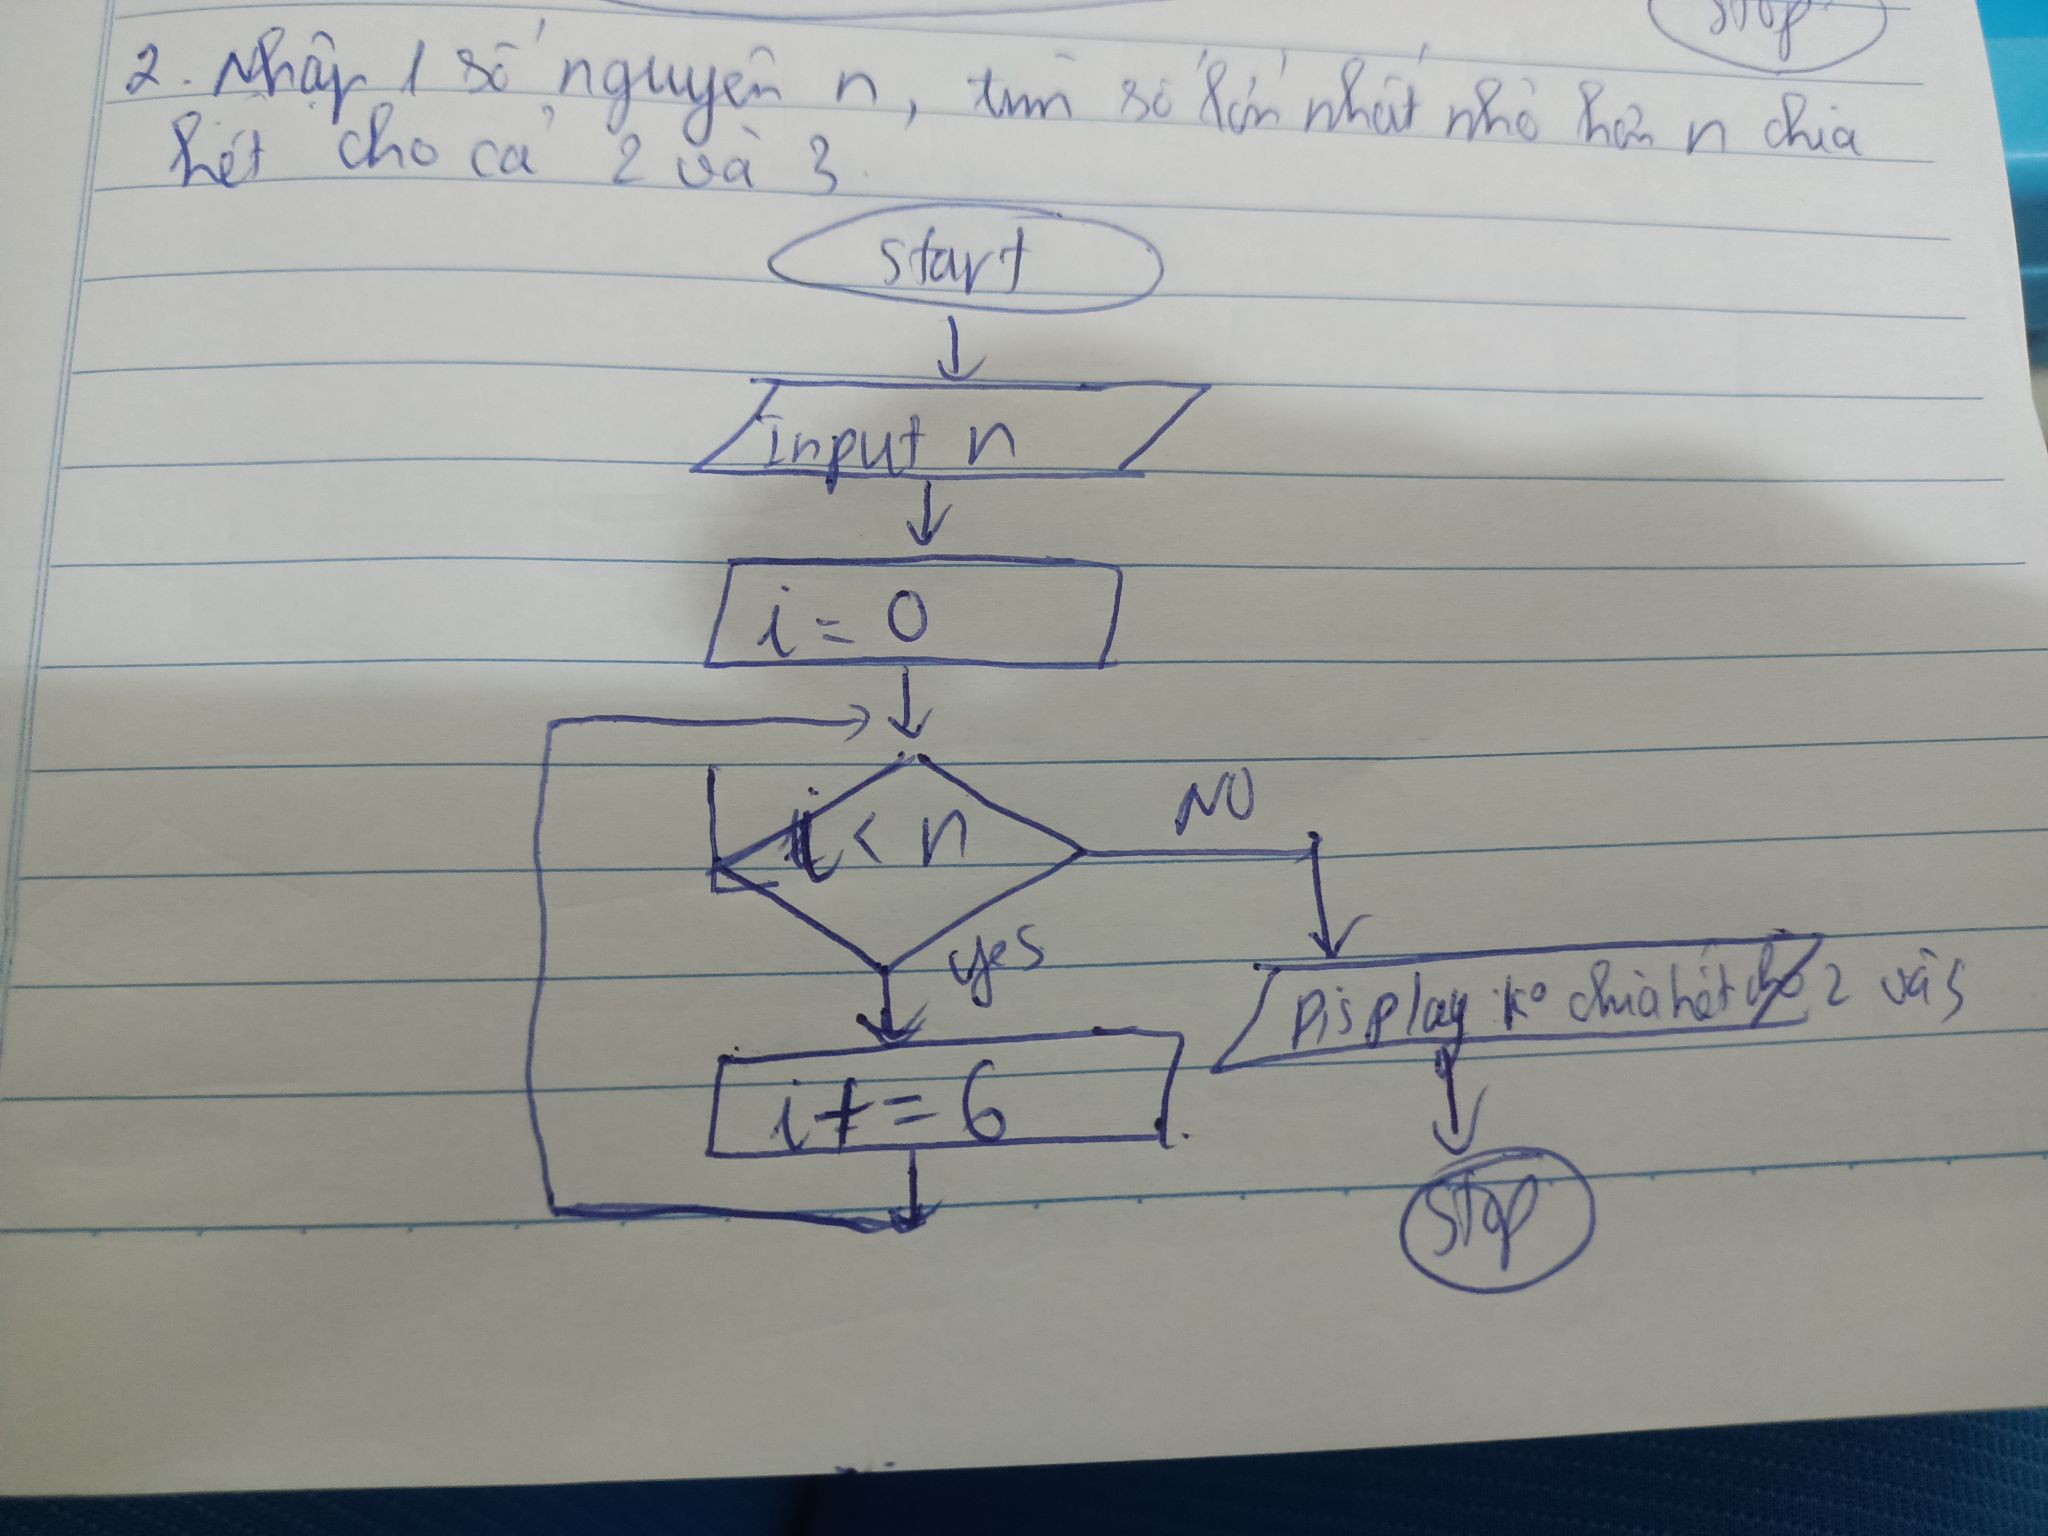 stop
2. Nhập 1 số nguyên n, tìm số lớn nhất nhỏ hơn n chia
hết cho cả 2 và 3
start
Input n
i = 0
i < n
NO
yes
Display ko chia hết cho 2 và 3
i += 6
stop